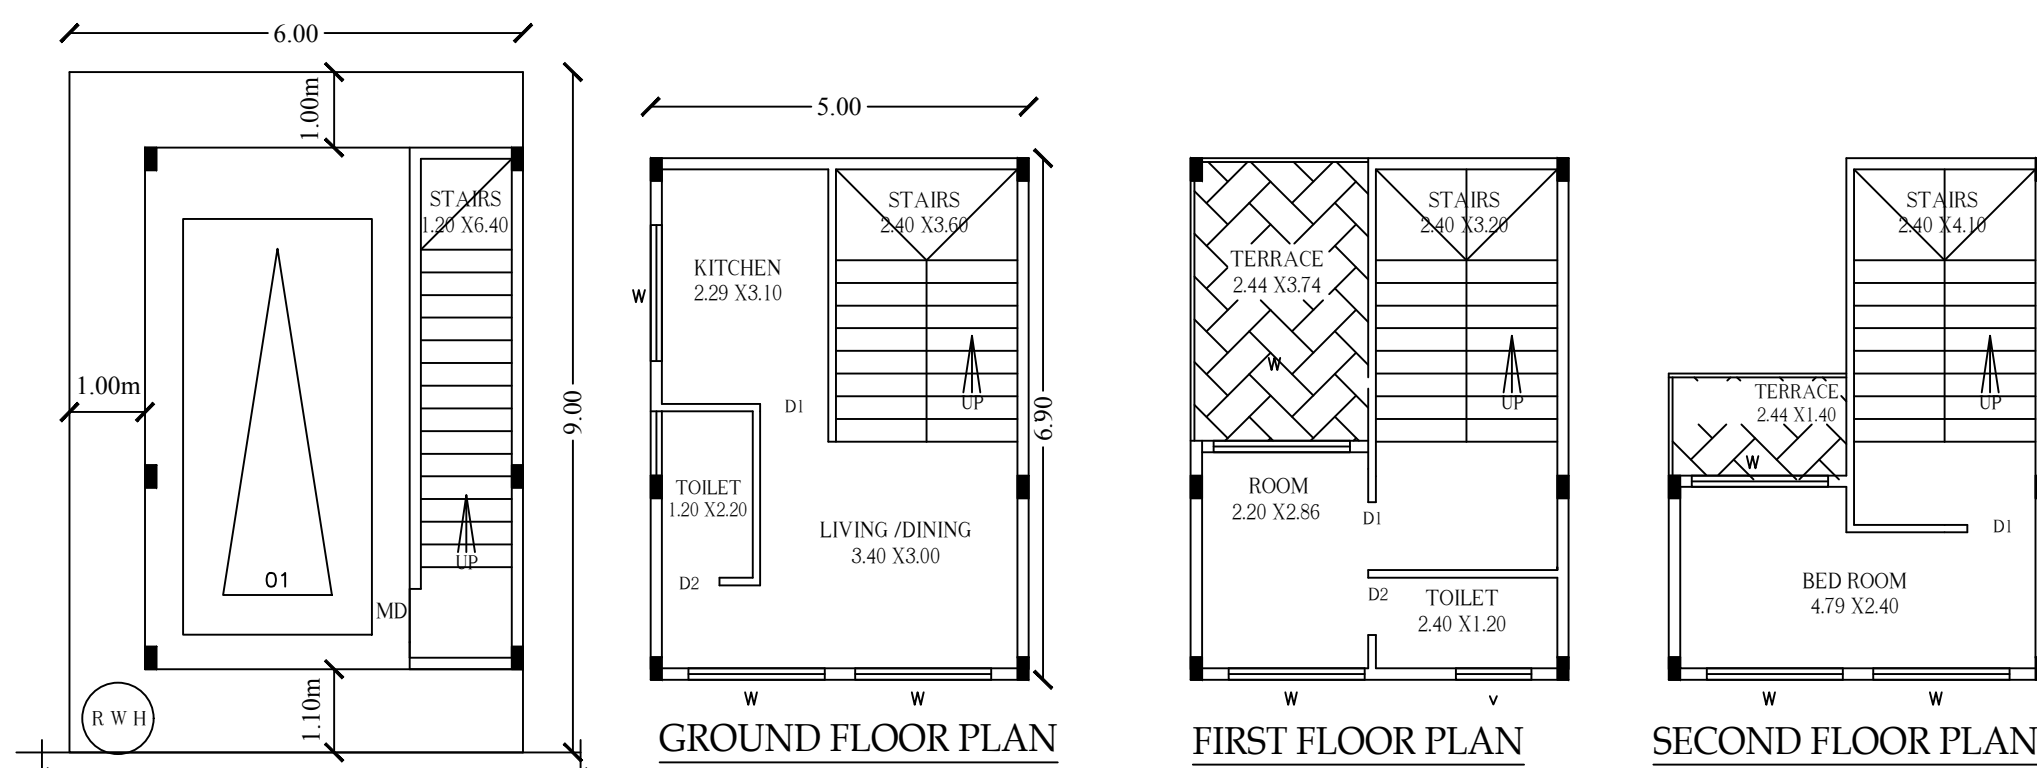 6.00
1.00m
STAIRS
1.20 X6.40
1.00m
9.00
UP
01
MD
R W H
1.10m
5.00
STAIRS
2.40 X3.60
KITCHEN
2.29 X3.10
W
UP
D1
6.90
TOILET
1.20 X2.20
LIVING /DINING
3.40 X3.00
D2
W
W
GROUND FLOOR PLAN
STAIRS
2.40 X3.20
TERRACE
2.44 X3.74
W
UP
ROOM
2.20 X2.86
D1
D2
TOILET
2.40 X1.20
W
v
FIRST FLOOR PLAN
STAIRS
2.40 X4.10
TERRACE
2.44 X1.40
UP
W
D1
BED ROOM
4.79 X2.40
W
W
SECOND FLOOR PLAN